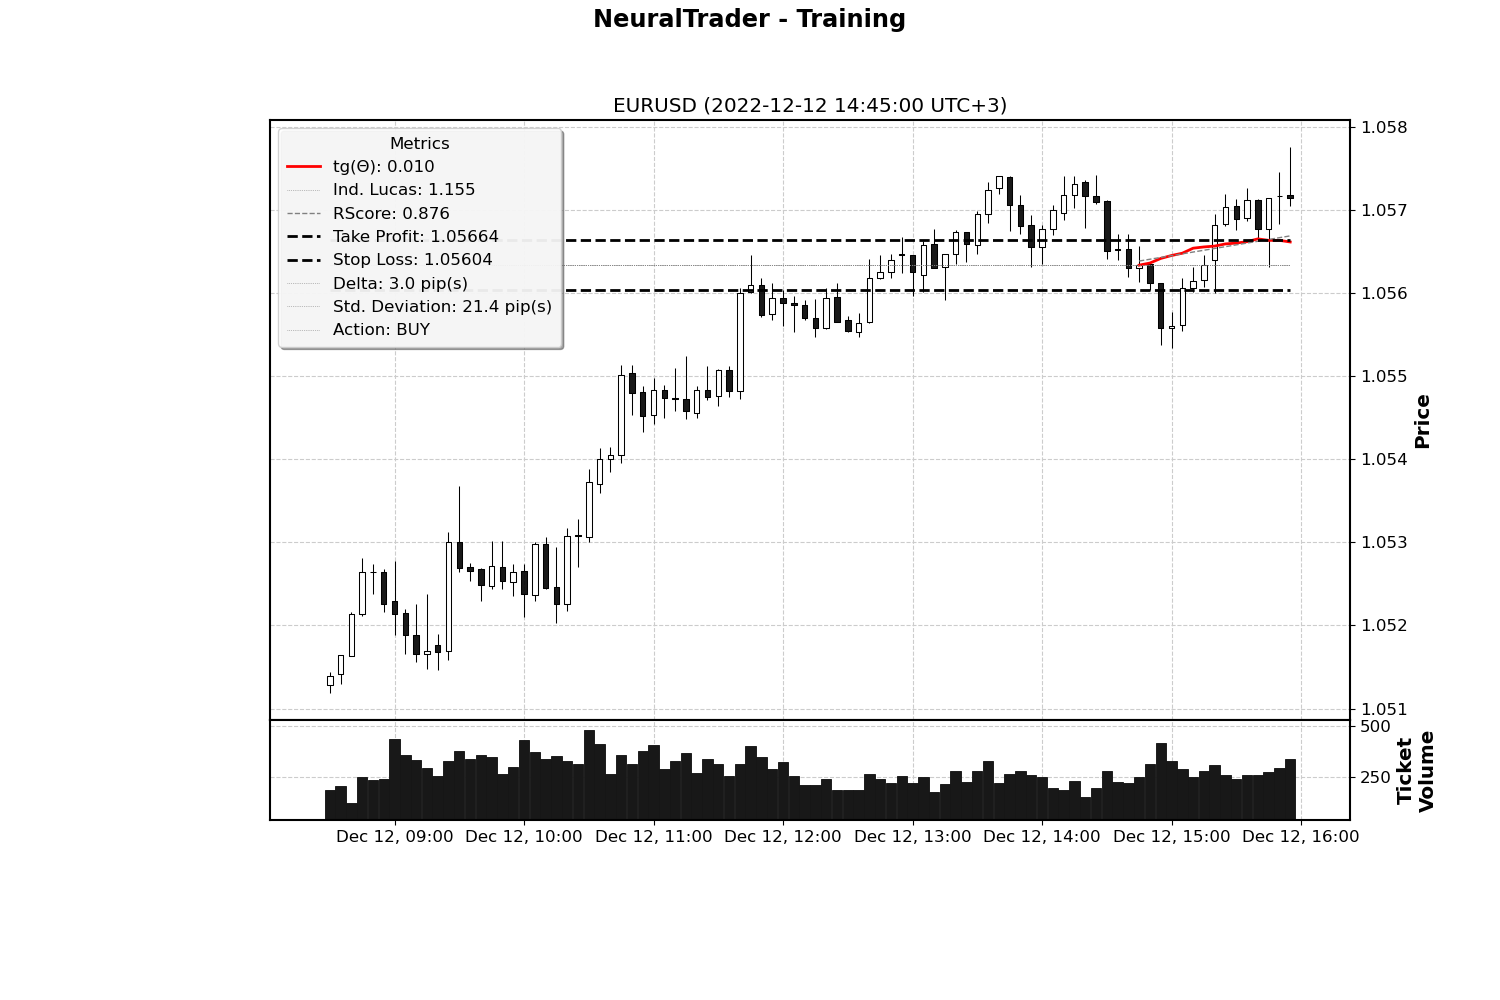 NeuralTrader - Training
EURUSD (2022-12-12 14:45:00 UTC+3)
Metrics
tg(Θ): 0.010
Ind. Lucas: 1.155
RScore: 0.876
Take Profit: 1.05664
Stop Loss: 1.05604
Delta: 3.0 pip(s)
Std. Deviation: 21.4 pip(s)
Action: BUY
1.058
1.057
1.056
1.055
1.054
1.053
1.052
1.051
Price
500
250
Ticket
Volume
Dec 12, 09:00
Dec 12, 10:00
Dec 12, 11:00
Dec 12, 12:00
Dec 12, 13:00
Dec 12, 14:00
Dec 12, 15:00
Dec 12, 16:00